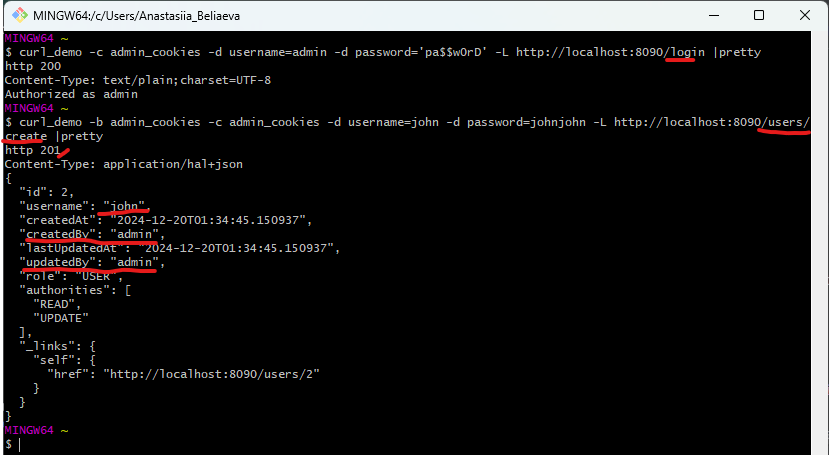 MINGW64:/c/Users/Anastasiia_Beliaeva
MINGW64 ~
$ curl_demo -c admin_cookies -d username=admin -d password='pa$$w0rD' -L http://localhost:8090/login |pretty
http 200
Content-Type: text/plain;charset=UTF-8
Authorized as admin
MINGW64 ~
$ curl_demo -b admin_cookies -c admin_cookies -d username=john -d password=johnjohn -L http://localhost:8090/users/
create |pretty
http 201
Content-Type: application/hal+json
{
  "id": 2,
  "username": "john",
  "createdAt": "2024-12-20T01:34:45.150937",
  "createdBy": "admin",
  "lastUpdatedAt": "2024-12-20T01:34:45.150937",
  "updatedBy": "admin",
  "role": "USER",
  "authorities": [
    "READ",
    "UPDATE"
  ],
  "_links": {
    "self": {
      "href": "http://localhost:8090/users/2"
    }
  }
}
MINGW64 ~
$